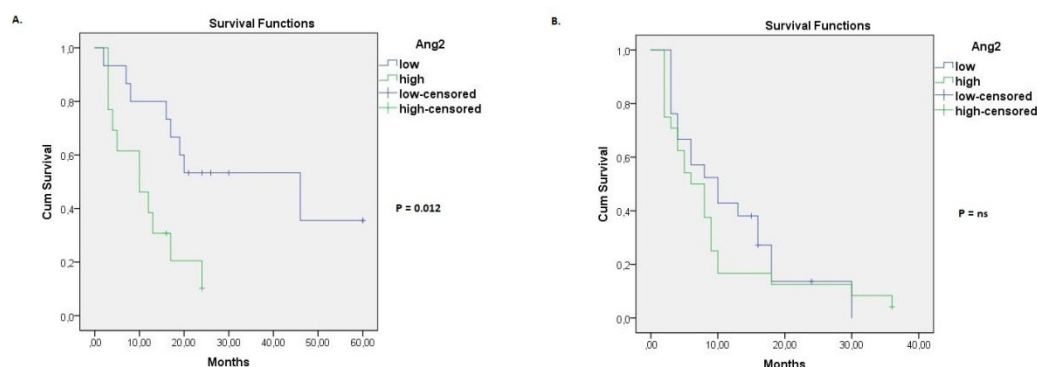 A.
Survival Functions
Ang2
low
high
low-censored
high-censored
P = 0.012
Cum Survival
1,0
0,8
0,6
0,4
0,2
0,0
,00 10,00 20,00 30,00 40,00 50,00 60,00
Months
B.
Survival Functions
Ang2
low
high
low-censored
high-censored
P = ns
Cum Survival
1,0
0,8
0,6
0,4
0,2
0,0
,00 10,00 20,00 30,00 40,00
Months